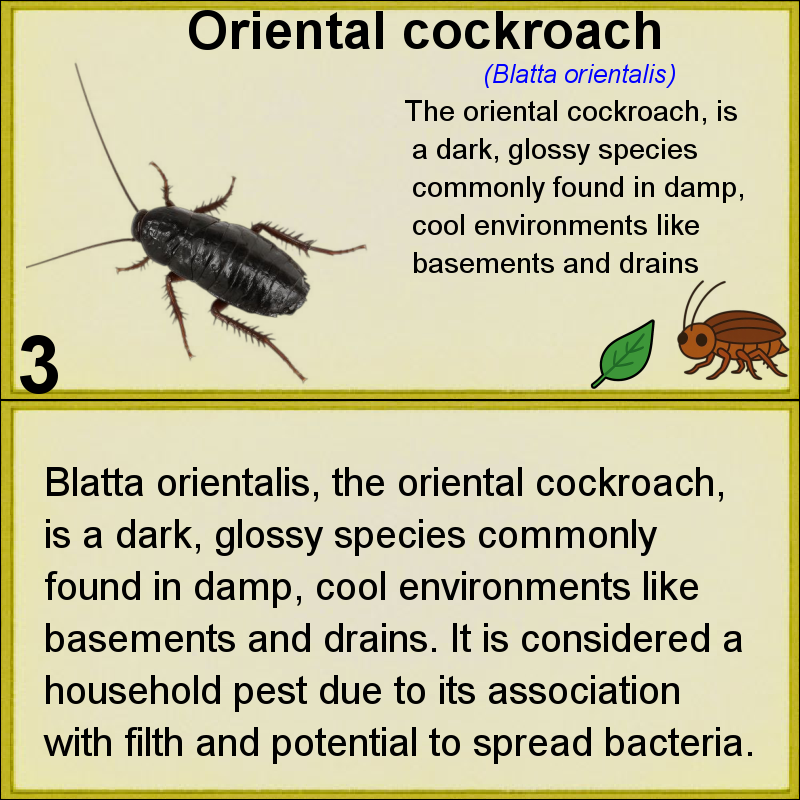 Oriental cockroach
(Blatta orientalis)
The oriental cockroach, is
a dark, glossy species
commonly found in damp,
cool environments like
basements and drains
3
Blatta orientalis, the oriental cockroach,
is a dark, glossy species commonly
found in damp, cool environments like
basements and drains. It is considered a
household pest due to its association
with filth and potential to spread bacteria.